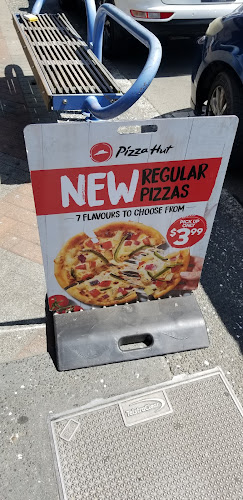 Pizza Hut
NEW REGULAR
PIZZAS
7 FLAVOURS TO CHOOSE FROM
PICK UP
ONLY
$3.99